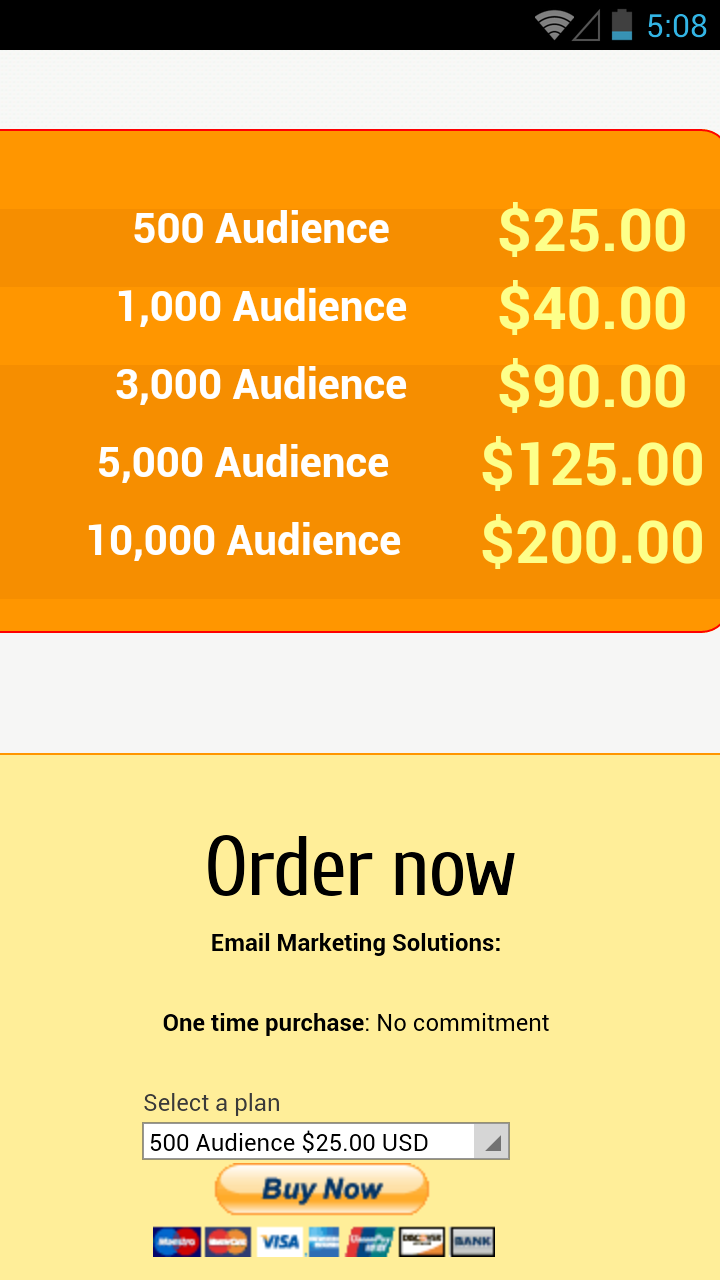 5:08
500 Audience $25.00
1,000 Audience $40.00
3,000 Audience $90.00
5,000 Audience $125.00
10,000 Audience $200.00
Order now
Email Marketing Solutions:
One time purchase: No commitment
Select a plan
500 Audience $25.00 USD
Buy Now
Maestro MasterCard VISA UnionPay DISCOVER BANK